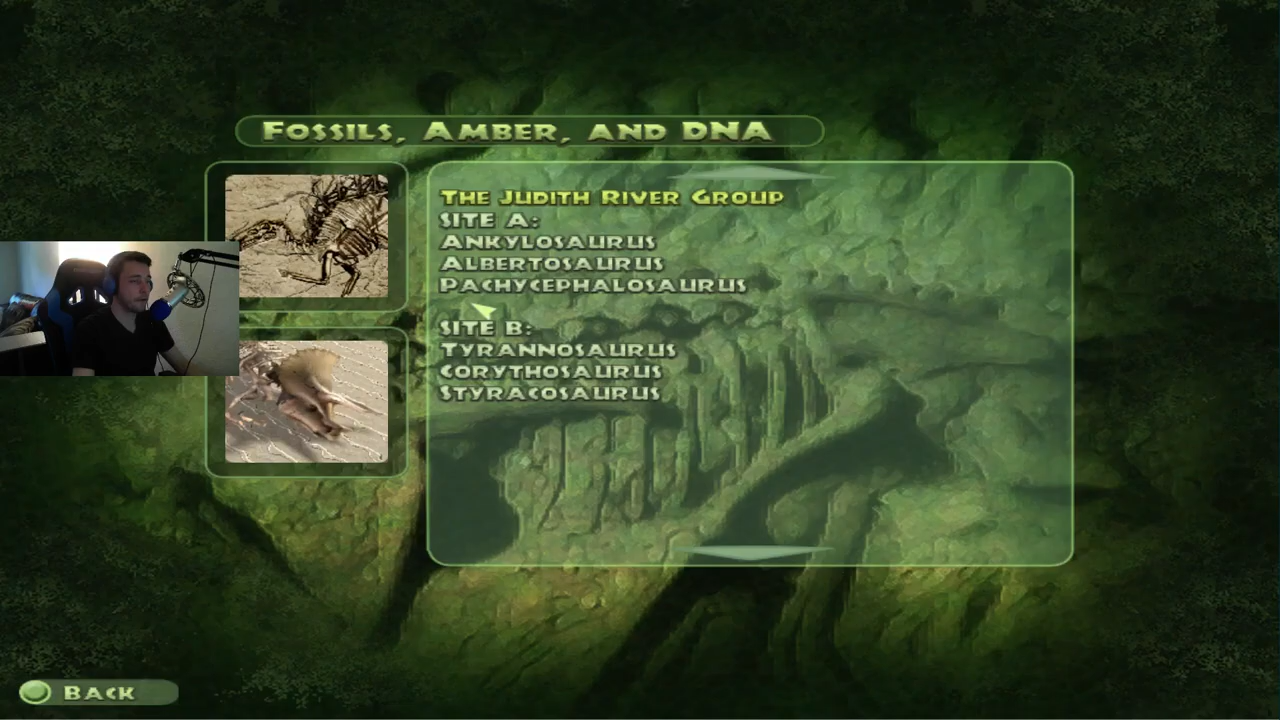 Fossils, Amber, and DNA
The Judith River Group
Site A:
Ankylosaurus
Albertosaurus
Pachycephalosaurus
Site B:
Tyrannosaurus
Corythosaurus
Styracosaurus
Back